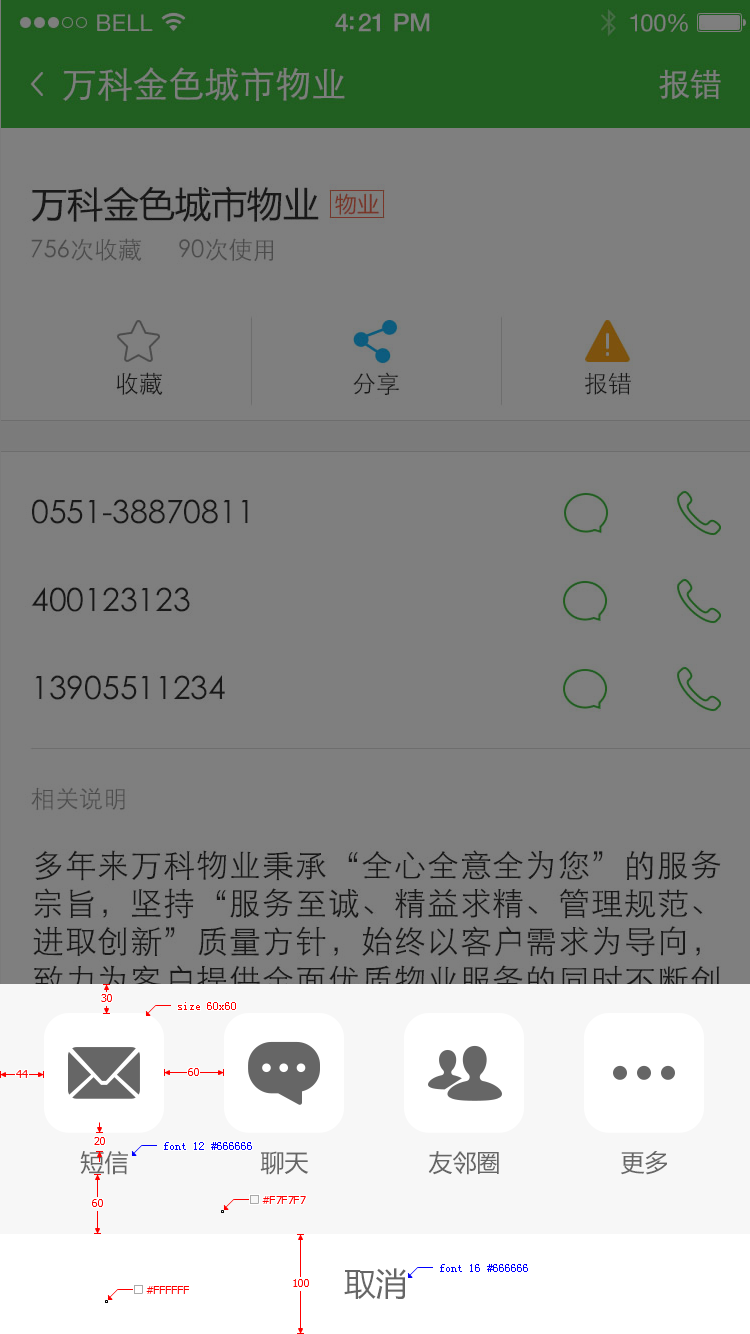 BELL 4:21 PM 100%
万科金色城市物业 报错
万科金色城市物业 物业
756次收藏 90次使用
收藏 分享 报错
0551-38870811
400123123
13905511234
相关说明
多年来万科物业秉承“全心全意全为您”的服务
宗旨，坚持“服务至诚、精益求精、管理规范、
进取创新”质量方针，始终以客户需求为导向，
致力为客户提供全面优质物业服务的同时不断创
30
size 60x60
44 60
20
font 12 #666666
短信 聊天 友邻圈 更多
60
#F7F7F7
font 16 #666666
取消
100
#FFFFFF